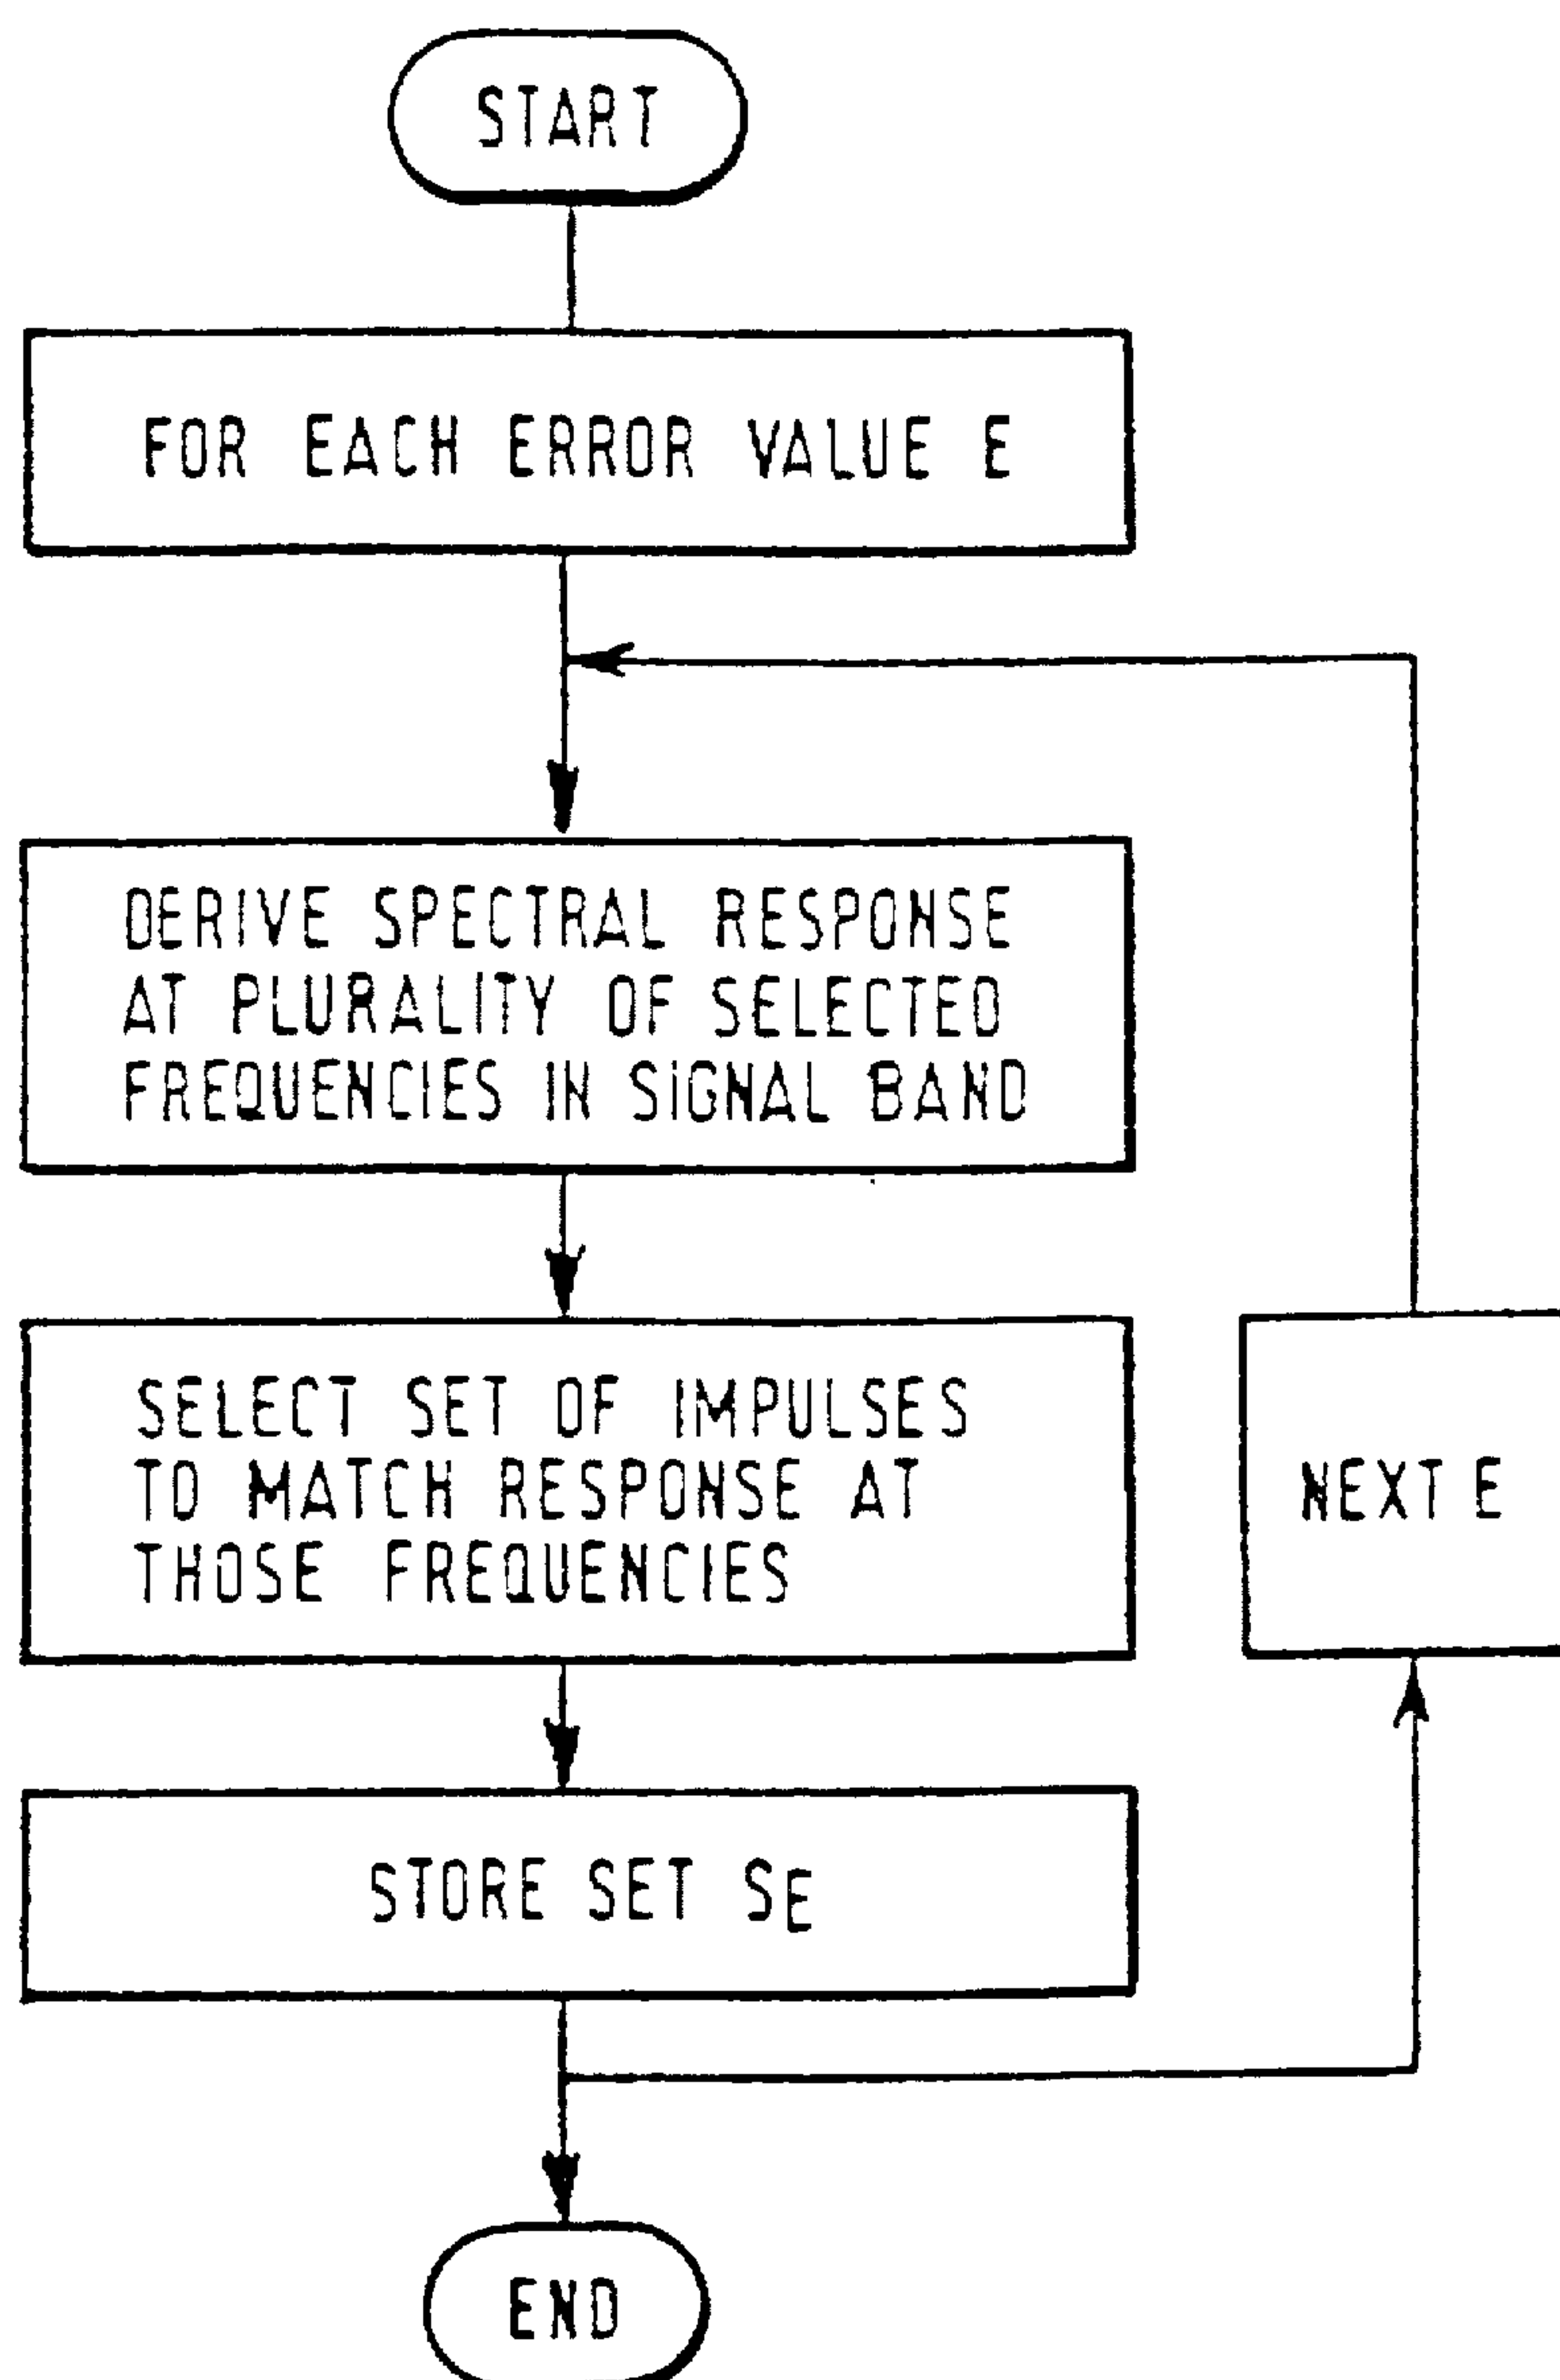 START
FOR EACH ERROR VALUE E
DERIVE SPECTRAL RESPONSE
AT PLURALITY OF SELECTED
FREQUENCIES IN SIGNAL BAND
SELECT SET OF IMPULSES
TO MATCH RESPONSE AT
THOSE FREQUENCIES
NEXT E
STORE SET SE
END